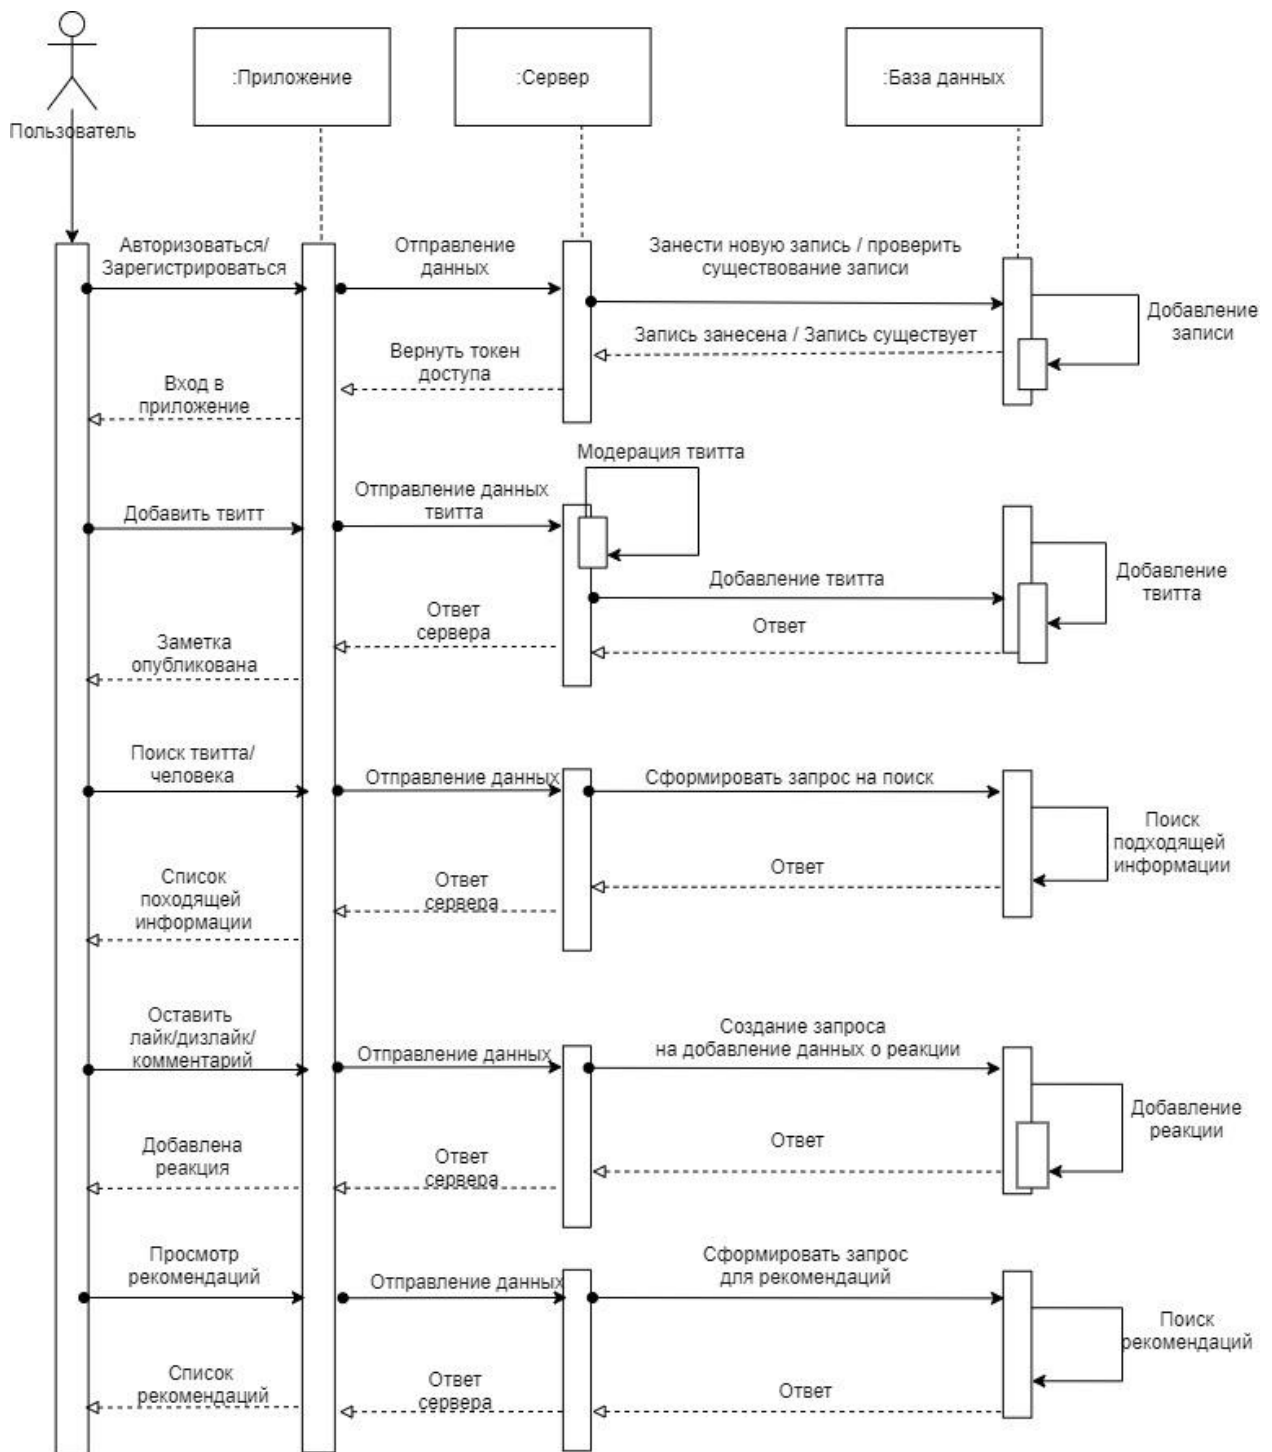 :Приложение
:Сервер
:База данных
Пользователь
Авторизоваться/
Зарегистрироваться
Отправление
данных
Занести новую запись / проверить
существование записи
Добавление
записи
Запись занесена / Запись существует
Вернуть токен
доступа
Вход в
приложение
Модерация твитта
Добавить твитт
Отправление данных
твитта
Добавление твитта
Добавление
твитта
Ответ
Ответ
сервера
Заметка
опубликована
Поиск твитта/
человека
Отправление данных
Сформировать запрос на поиск
Поиск
подходящей
информации
Ответ
Ответ
сервера
Список
походящей
информации
Оставить
лайк/дизлайк/
комментарий
Отправление данных
Создание запроса
на добавление данных о реакции
Добавление
реакции
Ответ
Ответ
сервера
Добавлена
реакция
Просмотр
рекомендаций
Отправление данных
Сформировать запрос
для рекомендаций
Поиск
рекомендаций
Ответ
Ответ
сервера
Список
рекомендаций